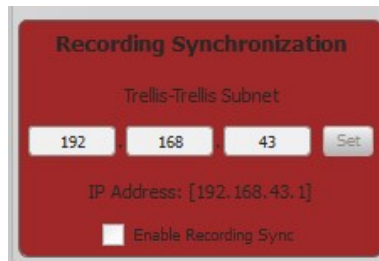 Recording Synchronization
Trellis-Trellis Subnet
192 . 168 . 43 Set
IP Address: [192.168.43.1]
Enable Recording Sync